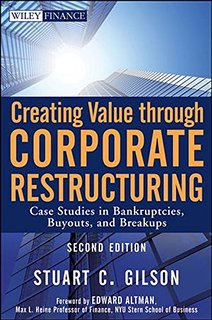 WILEY FINANCE
Creating Value through
CORPORATE
RESTRUCTURING
Case Studies in Bankruptcies,
Buyouts, and Breakups
SECOND EDITION
STUART C. GILSON
Foreword by EDWARD ALTMAN,
Max L. Heine Professor of Finance, NYU Stern School of Business